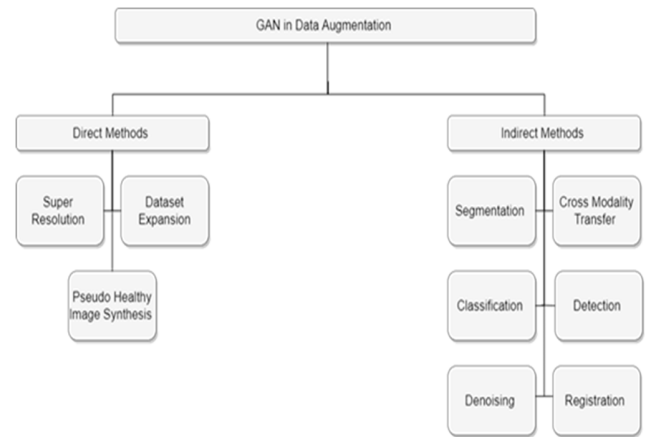 GAN in Data Augmentation
Direct Methods
Indirect Methods
Super
Resolution
Dataset
Expansion
Pseudo Healthy
Image Synthesis
Segmentation
Cross Modality
Transfer
Classification
Detection
Denoising
Registration